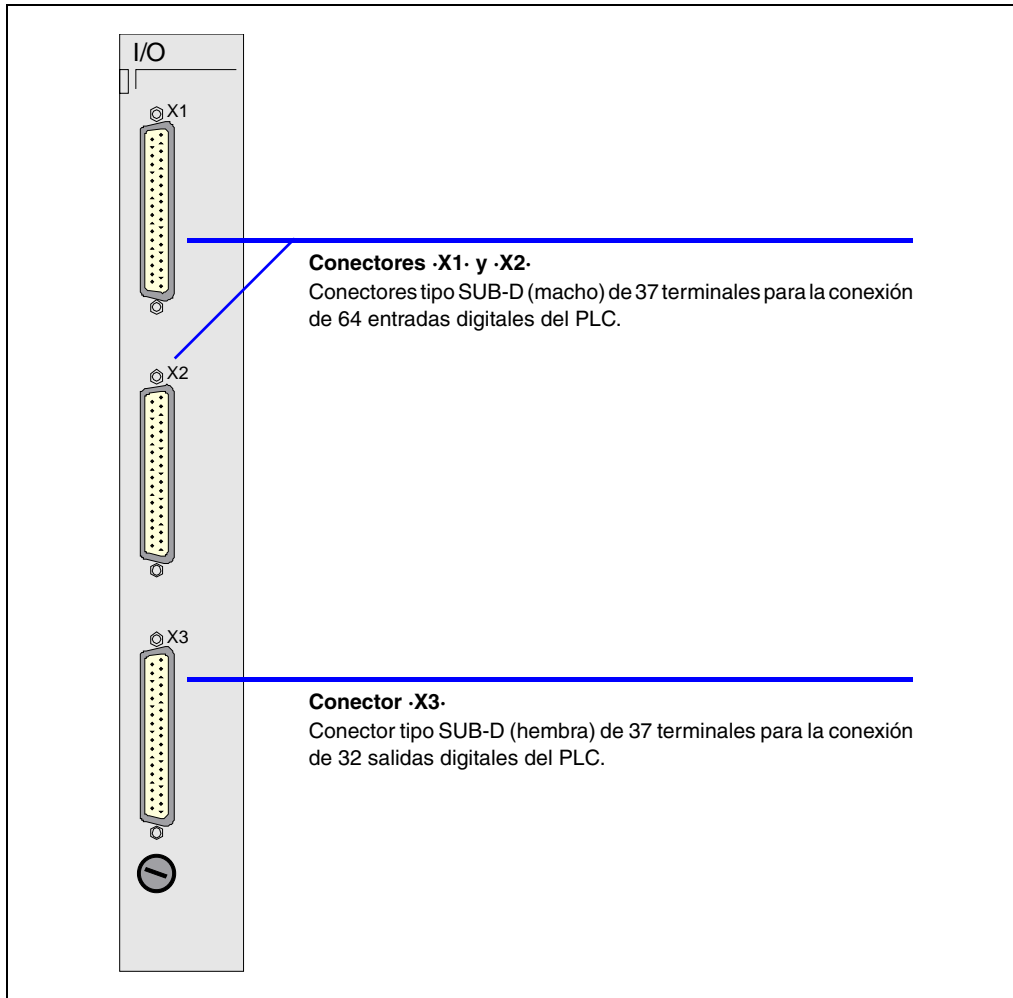 I/O
X1
Conectores ·X1· y ·X2·
Conectores tipo SUB-D (macho) de 37 terminales para la conexión
de 64 entradas digitales del PLC.
X2
X3
Conector ·X3·
Conector tipo SUB-D (hembra) de 37 terminales para la conexión
de 32 salidas digitales del PLC.